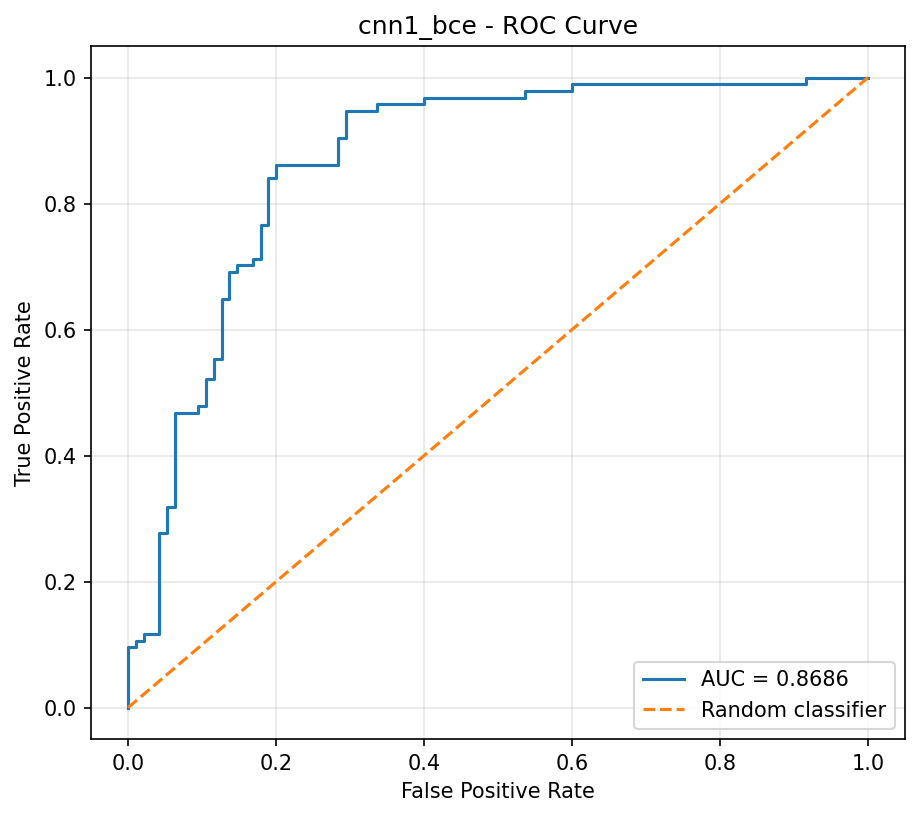 cnn1_bce - ROC Curve
True Positive Rate
1.0
0.8
0.6
0.4
0.2
0.0
AUC = 0.8686
Random classifier
0.0 0.2 0.4 0.6 0.8 1.0
False Positive Rate